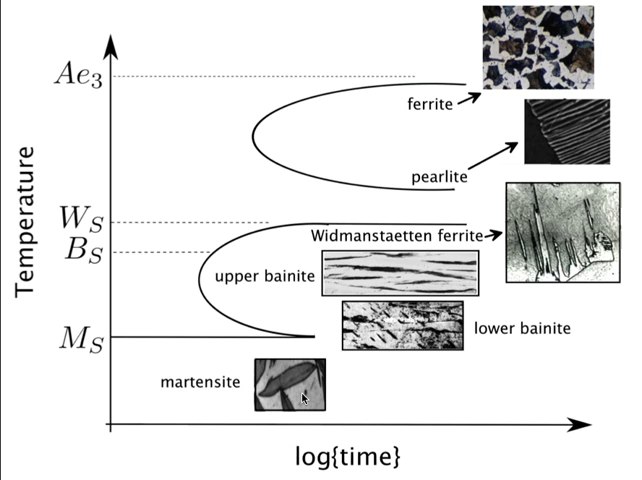 Ae3
ferrite
pearlite
Temperature
WS
Widmanstaetten ferrite
BS
upper bainite
lower bainite
MS
martensite
log{time}